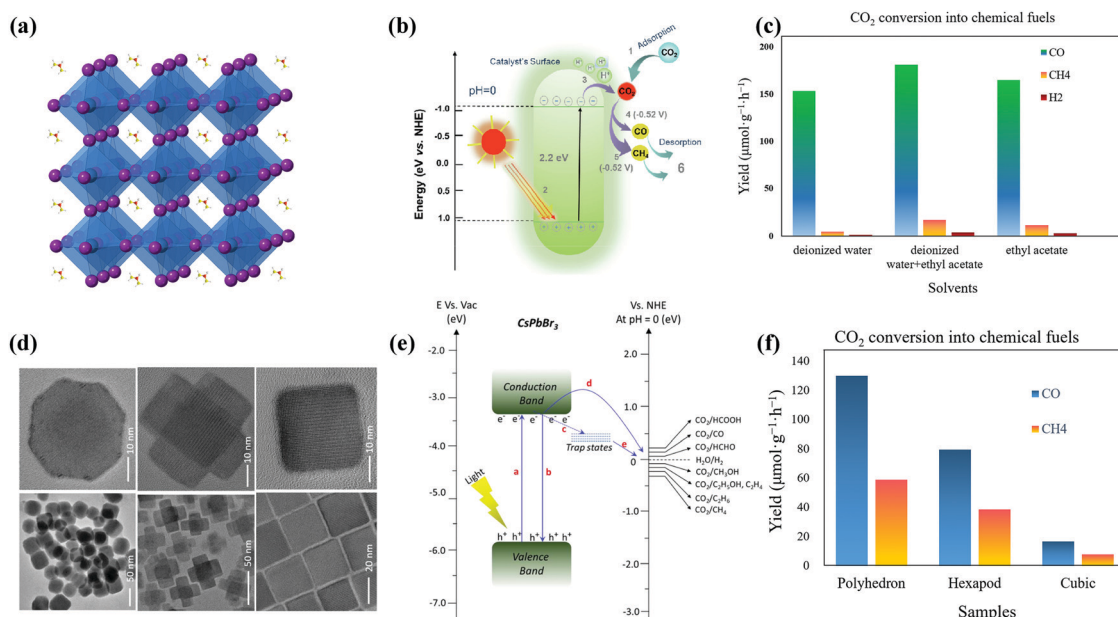 (a)
(b)
Energy (eV vs. NHE)
-1.0
-0.5
0.0
0.5
1.0
pH=0
Catalyst's Surface
H⁺
H⁺
H⁺
H⁺
1 Adsorption
CO₂
CO₂
3
4 (-0.52 V)
CO
CH₄
5
(-0.52 V)
Desorption
6
2.2 eV
2
(c)
CO₂ conversion into chemical fuels
Yield (μmol·g⁻¹·h⁻¹)
200
150
100
50
0
CO
CH4
H2
deionized water
deionized
water+ethyl acetate
ethyl acetate
Solvents
(d)
10 nm
10 nm
10 nm
50 nm
50 nm
20 nm
(e)
E Vs. Vac
(eV)
-2.0
-3.0
-4.0
-5.0
-6.0
-7.0
CsPbBr₃
Conduction
Band
e⁻ e⁻ e⁻ e⁻ e⁻
a
b
c
d
e
Trap states
Light
h⁺ h⁺ h⁺ h⁺ h⁺
Valence
Band
Vs. NHE
At pH = 0 (eV)
2.0
1.0
0
-1.0
-2.0
-3.0
CO₂/HCOOH
CO₂/CO
CO₂/HCHO
H₂O/H₂
CO₂/CH₃OH
CO₂/C₂H₅OH, C₂H₄
CO₂/C₂H₆
CO₂/CH₄
(f)
CO₂ conversion into chemical fuels
Yield (μmol·g⁻¹·h⁻¹)
140
120
100
80
60
40
20
0
CO
CH4
Polyhedron
Hexapod
Cubic
Samples